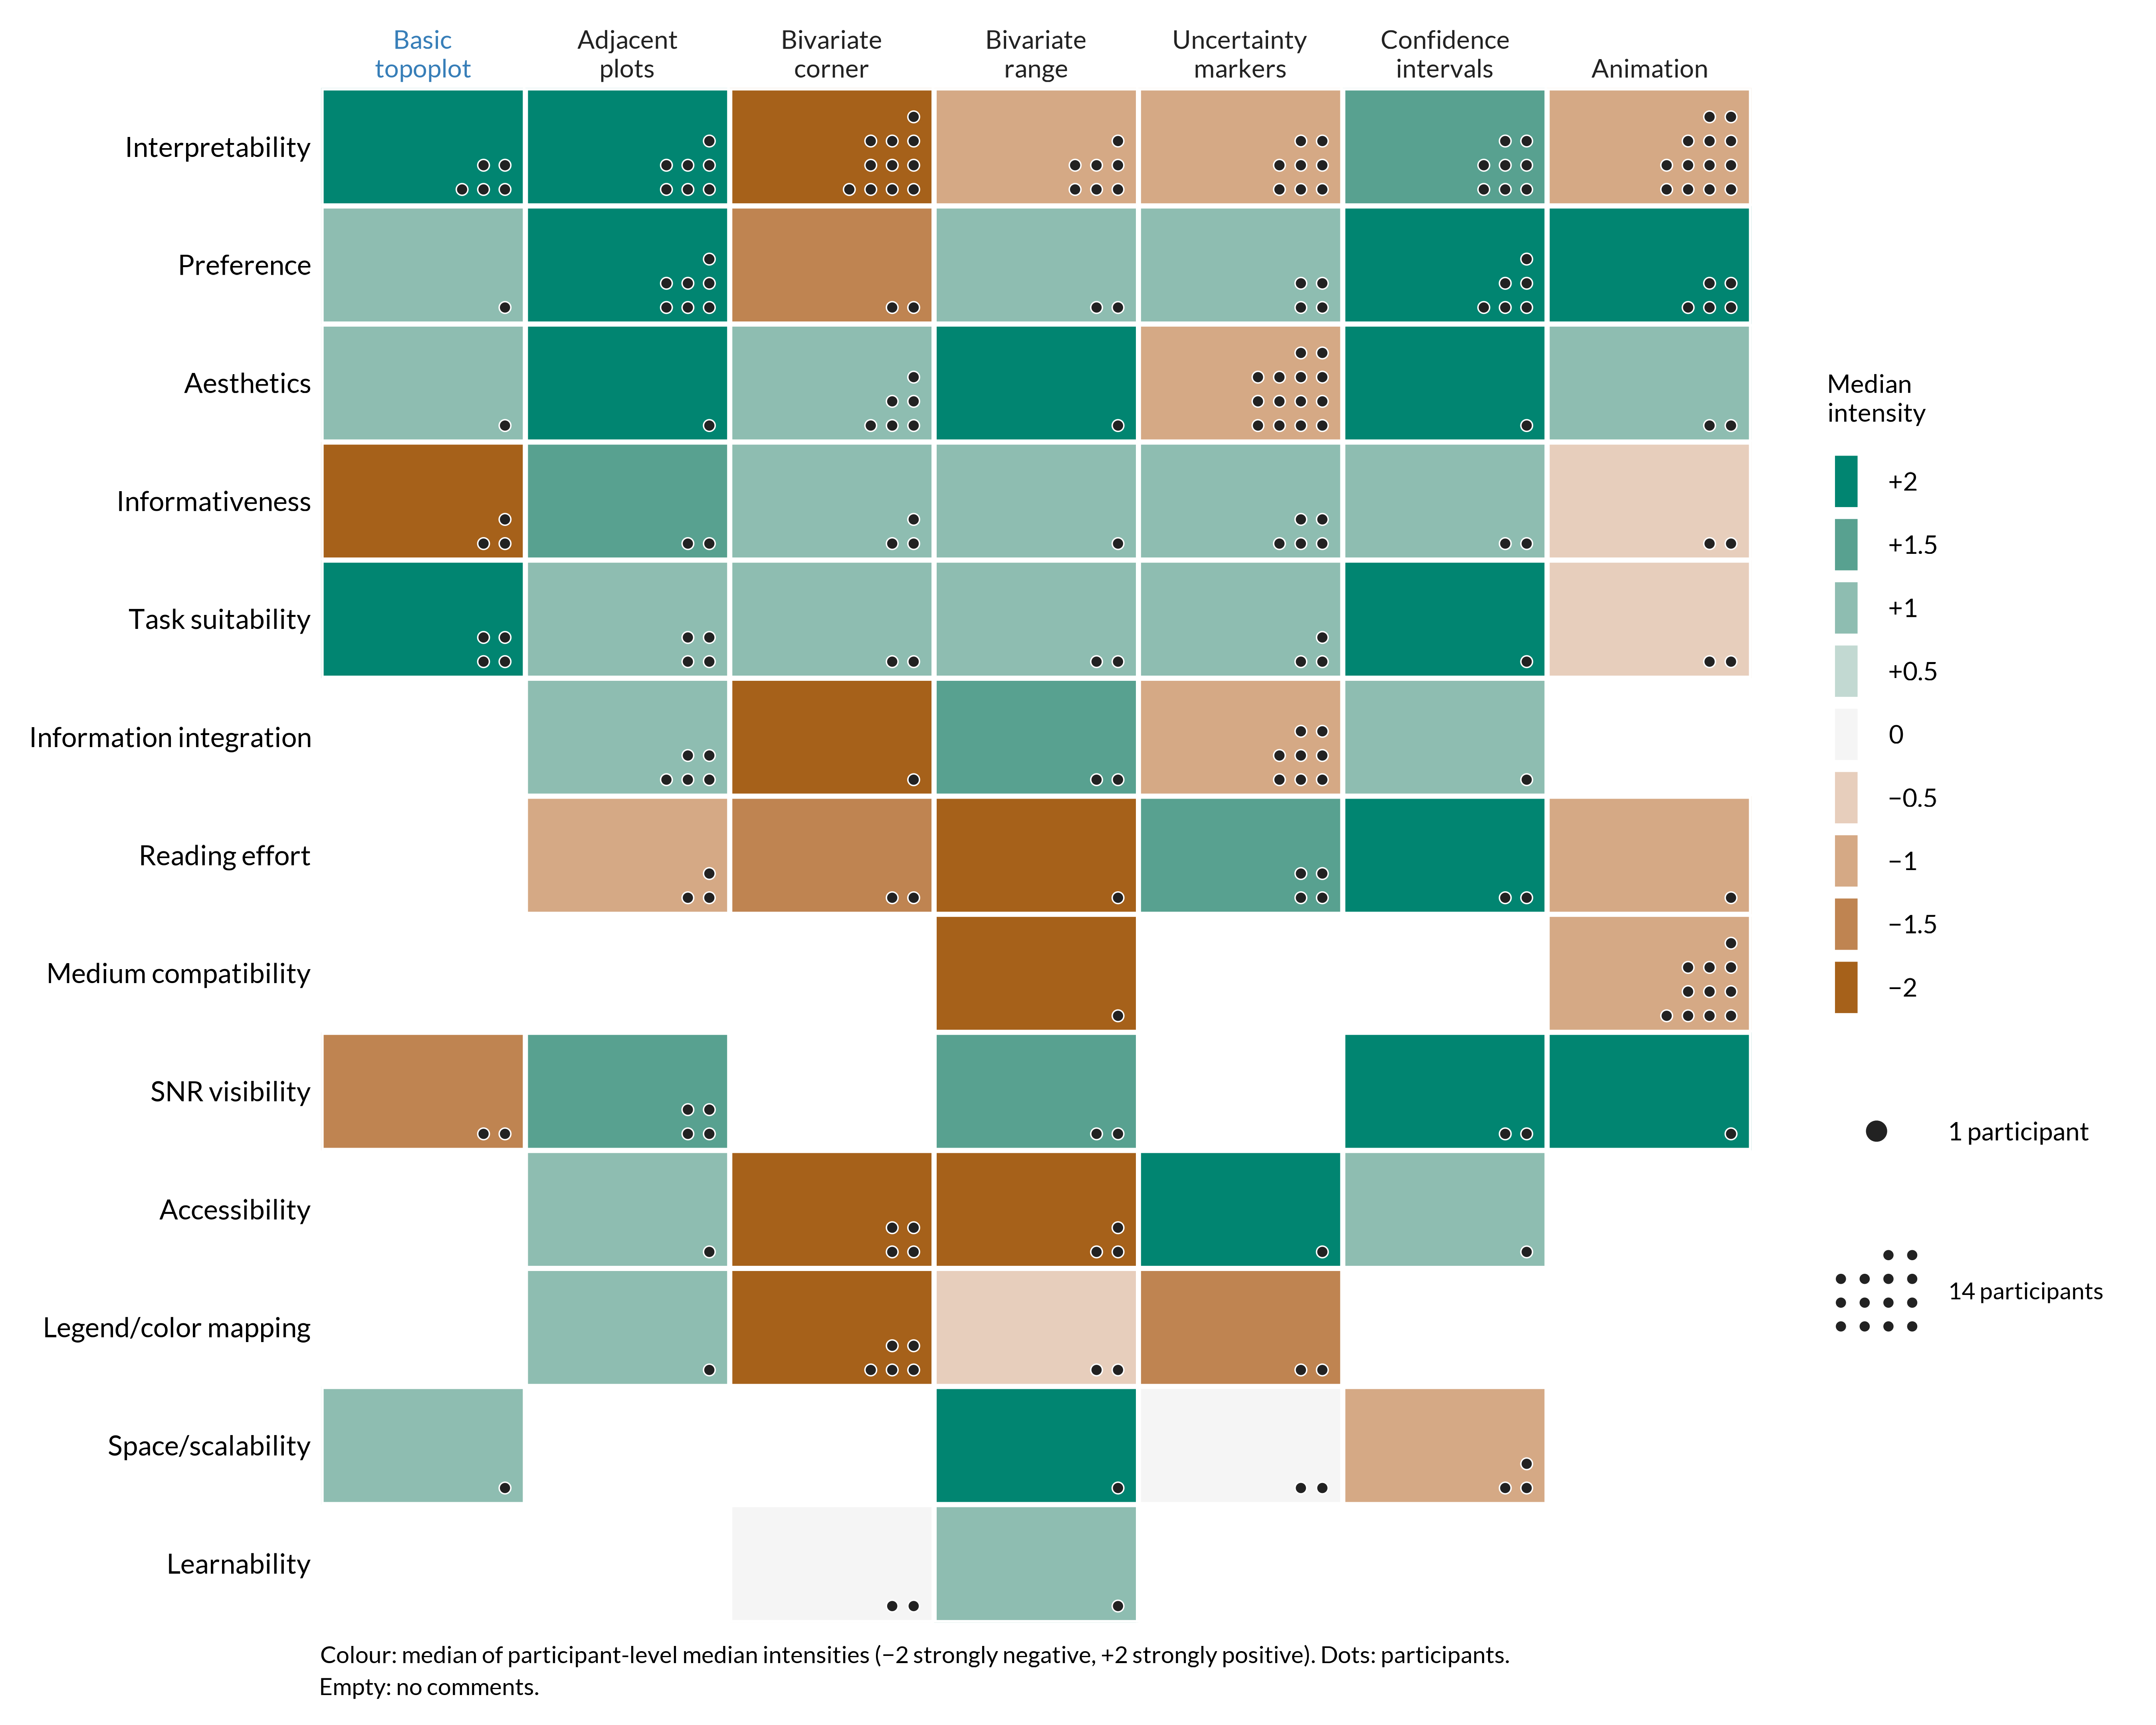 Basic
topoplot
Adjacent
plots
Bivariate
corner
Bivariate
range
Uncertainty
markers
Confidence
intervals
Animation
Interpretability
Preference
Aesthetics
Informativeness
Task suitability
Information integration
Reading effort
Medium compatibility
SNR visibility
Accessibility
Legend/color mapping
Space/scalability
Learnability
Median
intensity
+2
+1.5
+1
+0.5
0
−0.5
−1
−1.5
−2
1 participant
14 participants
Colour: median of participant-level median intensities (−2 strongly negative, +2 strongly positive). Dots: participants.
Empty: no comments.